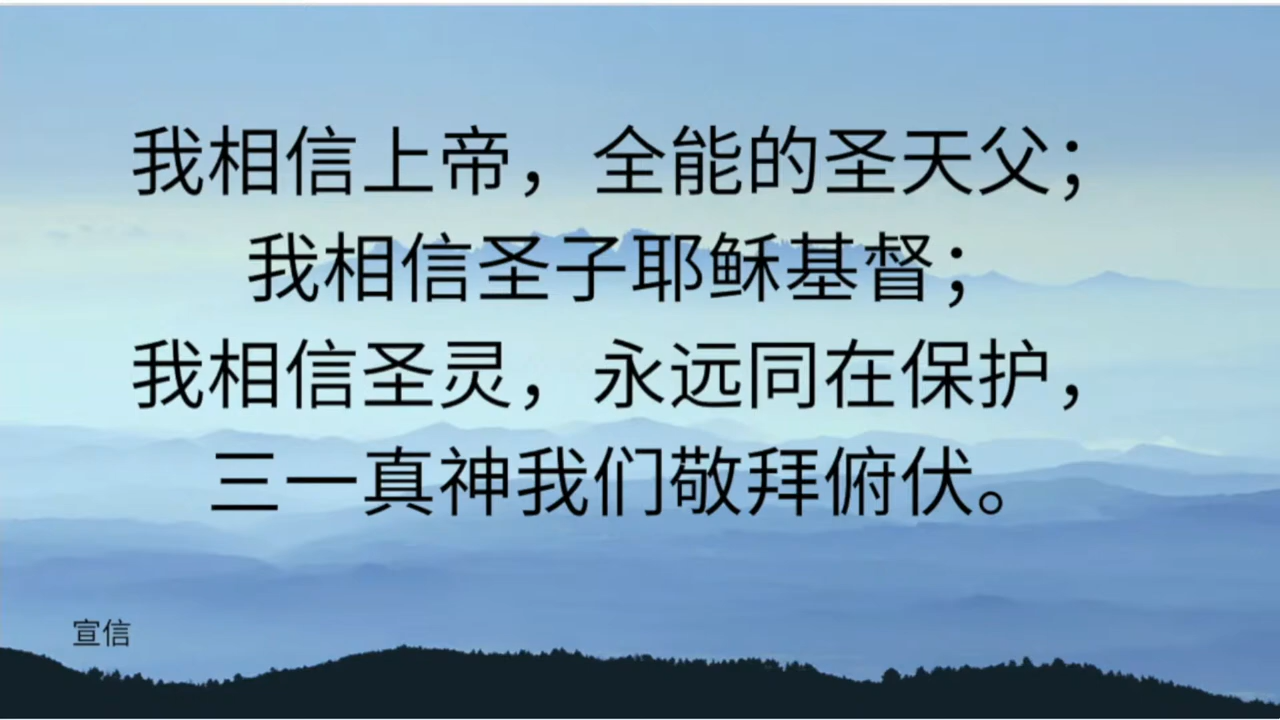 我相信上帝，全能的圣天父；
我相信圣子耶稣基督；
我相信圣灵，永远同在保护，
三一真神我们敬拜俯伏。
宣信